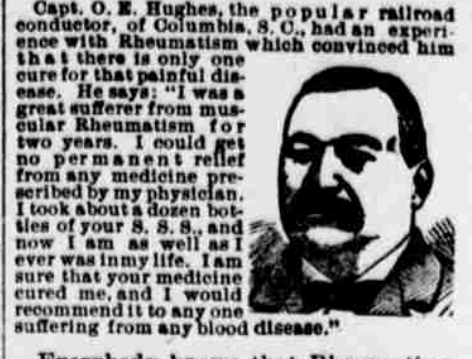 Capt. O. E. Hughes, the popular railroad
conductor, of Columbia, S. C., had an experi-
ence with Rheumatism which convinced him
that there is only one
cure for that painful dis-
ease. He says: "I was a
great sufferer from mus-
cular Rheumatism for
two years. I could get
no permanent relief
from any medicine pre-
scribed by my physician.
I took about a dozen bot-
tles of your S. S. S., and
now I am as well as I
ever was in my life. I am
sure that your medicine
cured me, and I would
recommend it to any one
suffering from any blood disease."
Everybody knows that Rheumatism